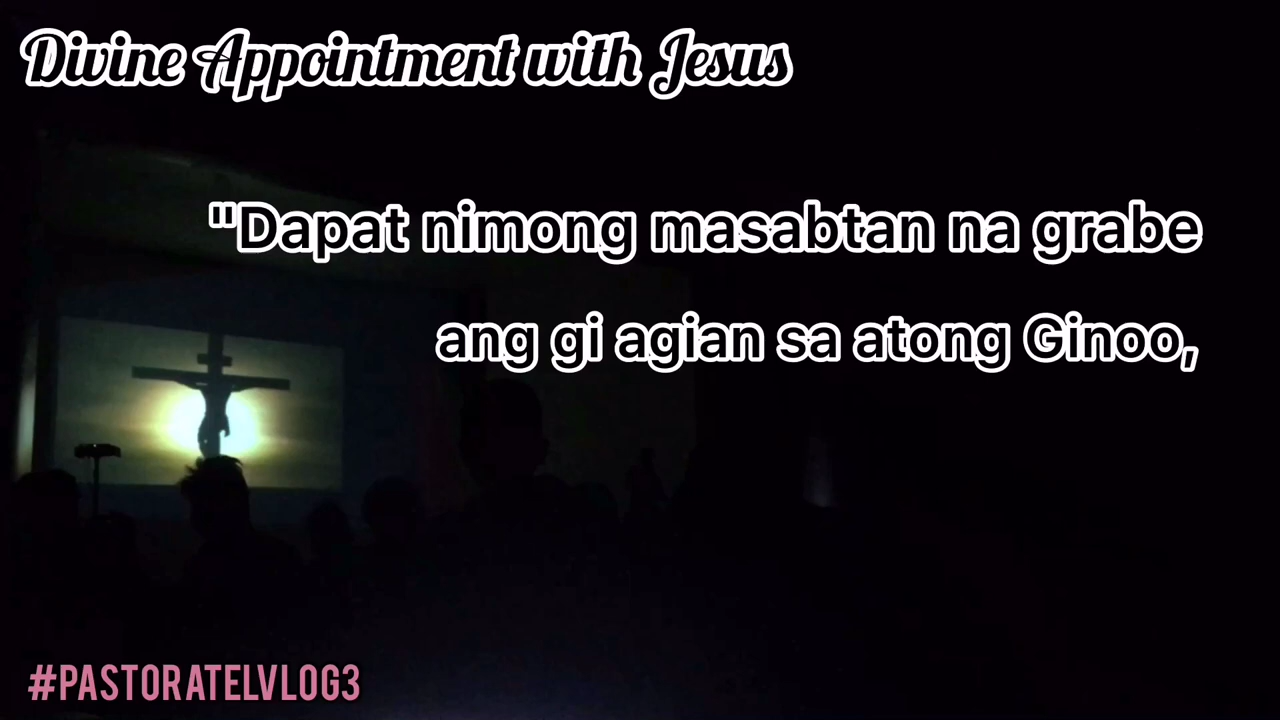 Divine Appointment with Jesus
"Dapat nimong masabtan na grabe
ang gi agian sa atong Ginoo,
#PASTORATELVLOG3